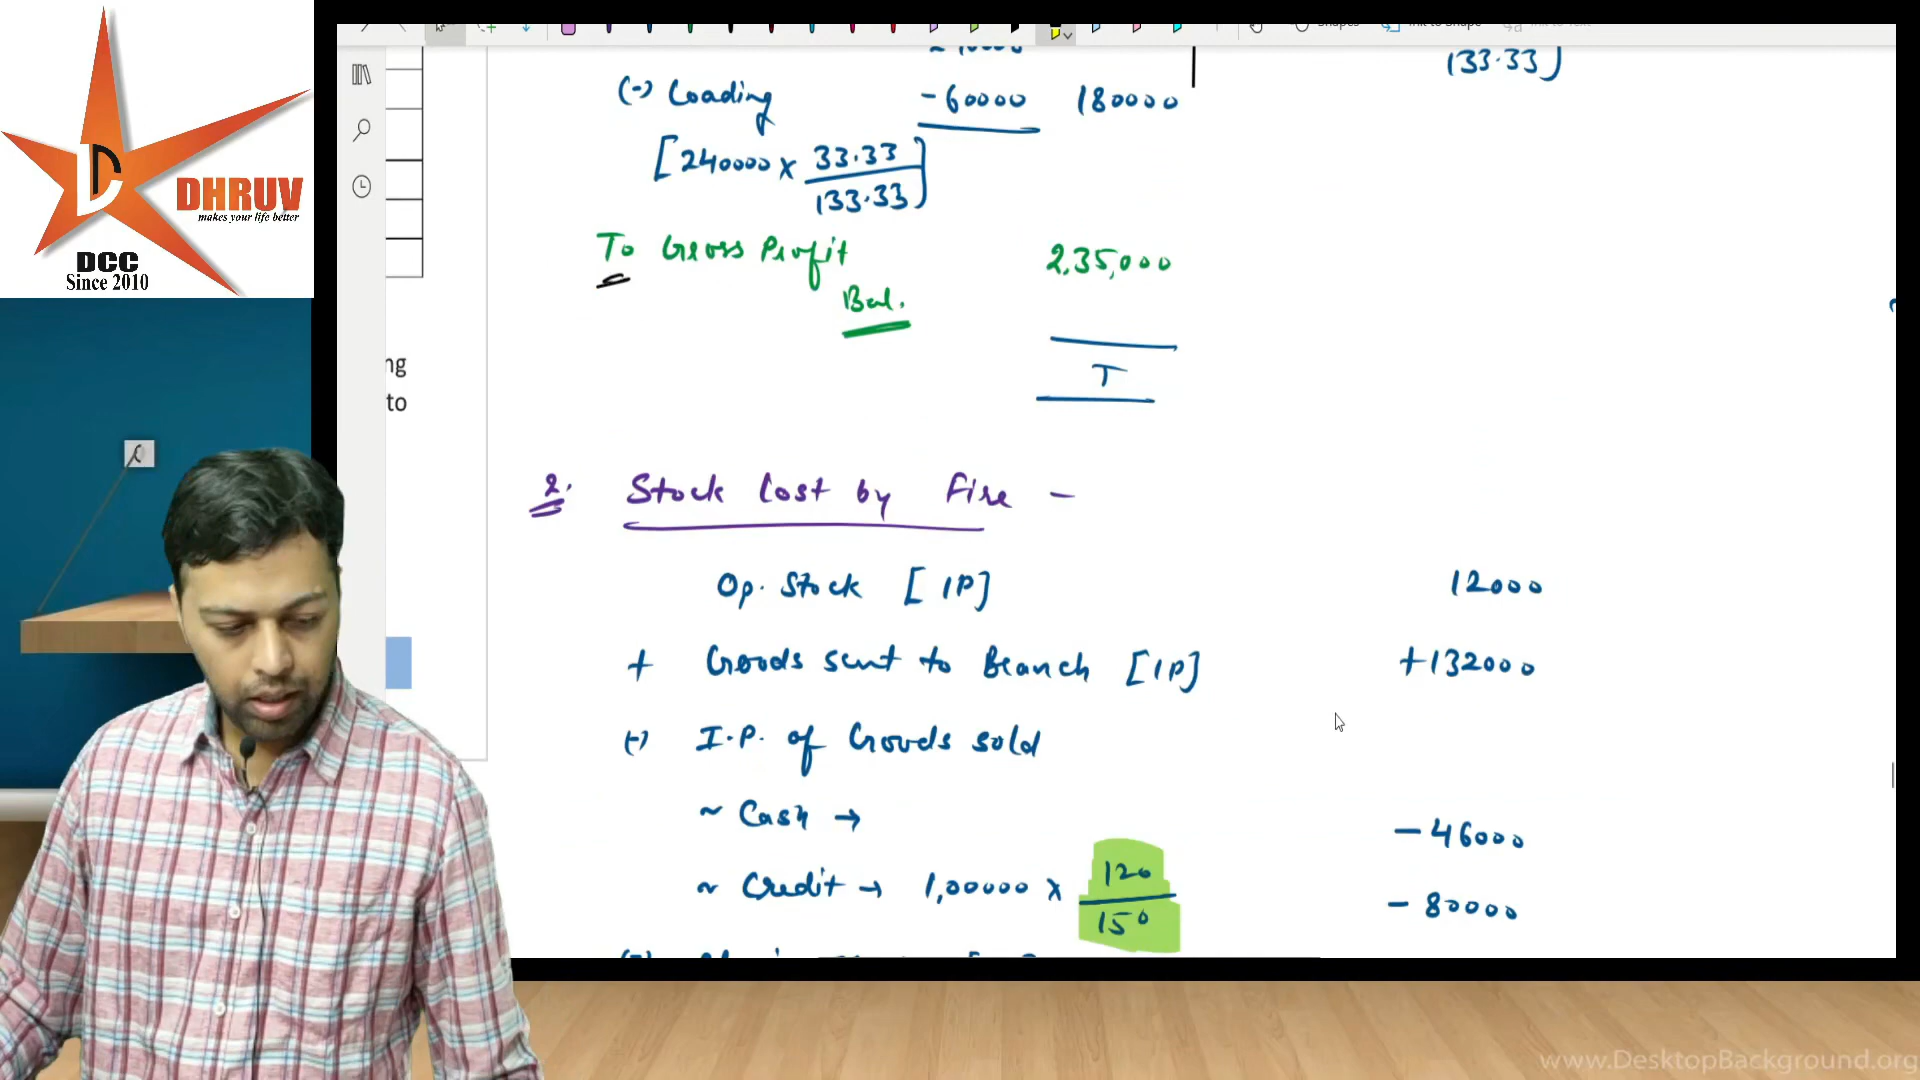 DHRUV
makes your life better
DCC
Since 2010
133.33]
(-) Loading -60000 180000
[240000 x 33.33
133.33]
To Gross Profit 2,35,000
Bal.
T
ng
to
2. Stock Lost by Fire -
Op. Stock [IP] 12000
+ Goods sent to Branch [IP] +132000
(-) I.P. of Goods sold
~ Cash → - 46000
~ Credit → 1,00000 x 120
150 - 80000
www.DesktopBackground.org